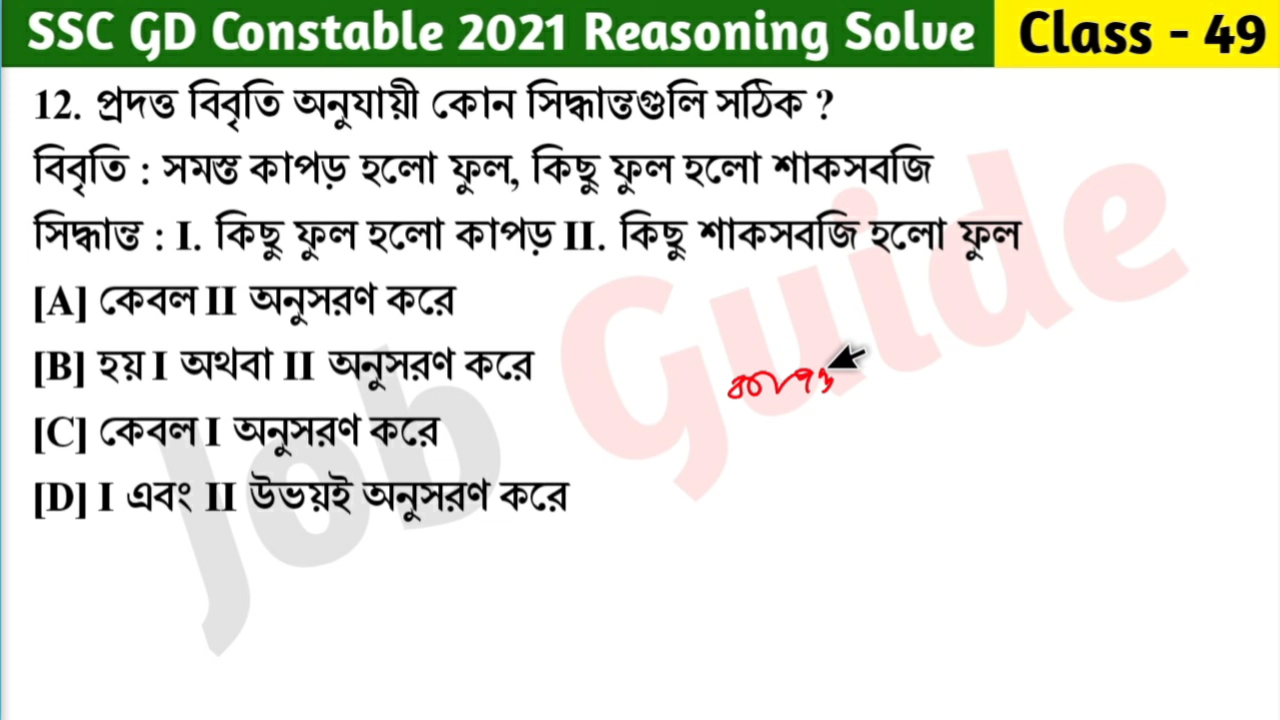 SSC GD Constable 2021 Reasoning Solve Class - 49
12. প্রদত্ত বিবৃতি অনুযায়ী কোন সিদ্ধান্তগুলি সঠিক ?
বিবৃতি : সমস্ত কাপড় হলো ফুল, কিছু ফুল হলো শাকসবজি
সিদ্ধান্ত : I. কিছু ফুল হলো কাপড় II. কিছু শাকসবজি হলো ফুল
[A] কেবল II অনুসরণ করে
[B] হয় I অথবা II অনুসরণ করে
কাপড়
[C] কেবল I অনুসরণ করে
[D] I এবং II উভয়ই অনুসরণ করে
Job Guide